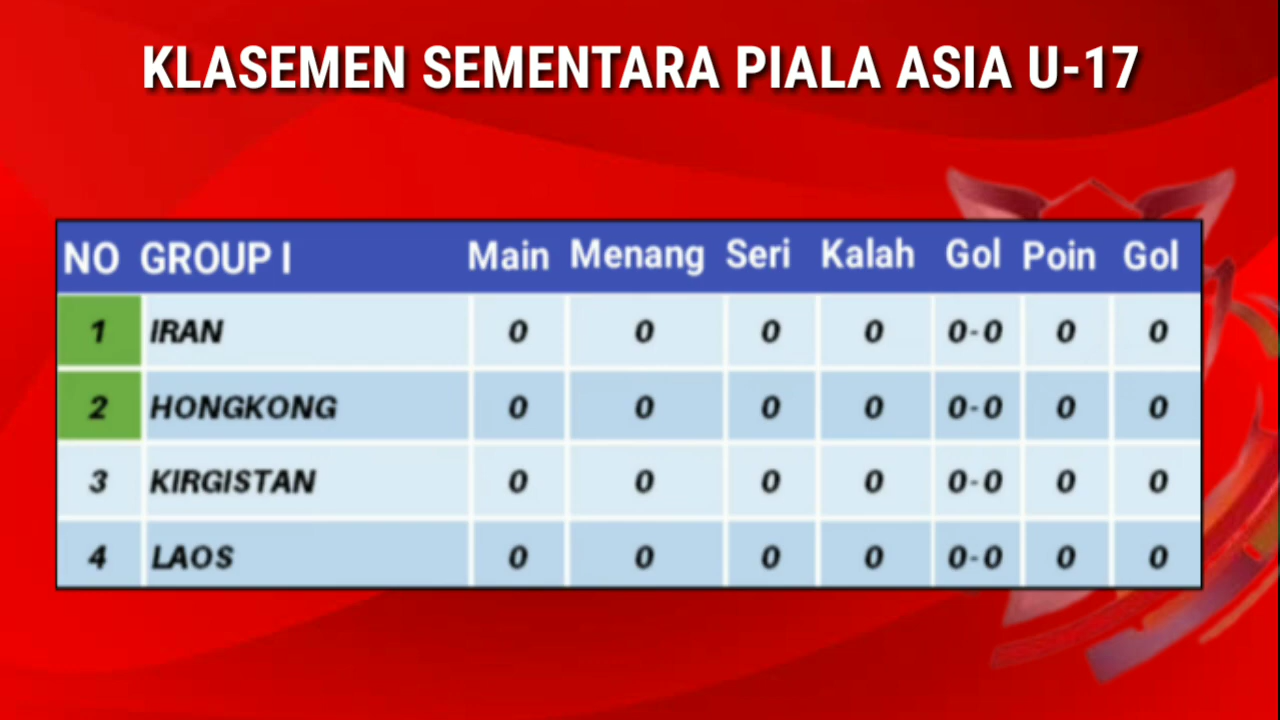 KLASEMEN SEMENTARA PIALA ASIA U-17
NO GROUP I Main Menang Seri Kalah Gol Poin Gol
1 IRAN 0 0 0 0 0-0 0 0
2 HONGKONG 0 0 0 0 0-0 0 0
3 KIRGISTAN 0 0 0 0 0-0 0 0
4 LAOS 0 0 0 0 0-0 0 0